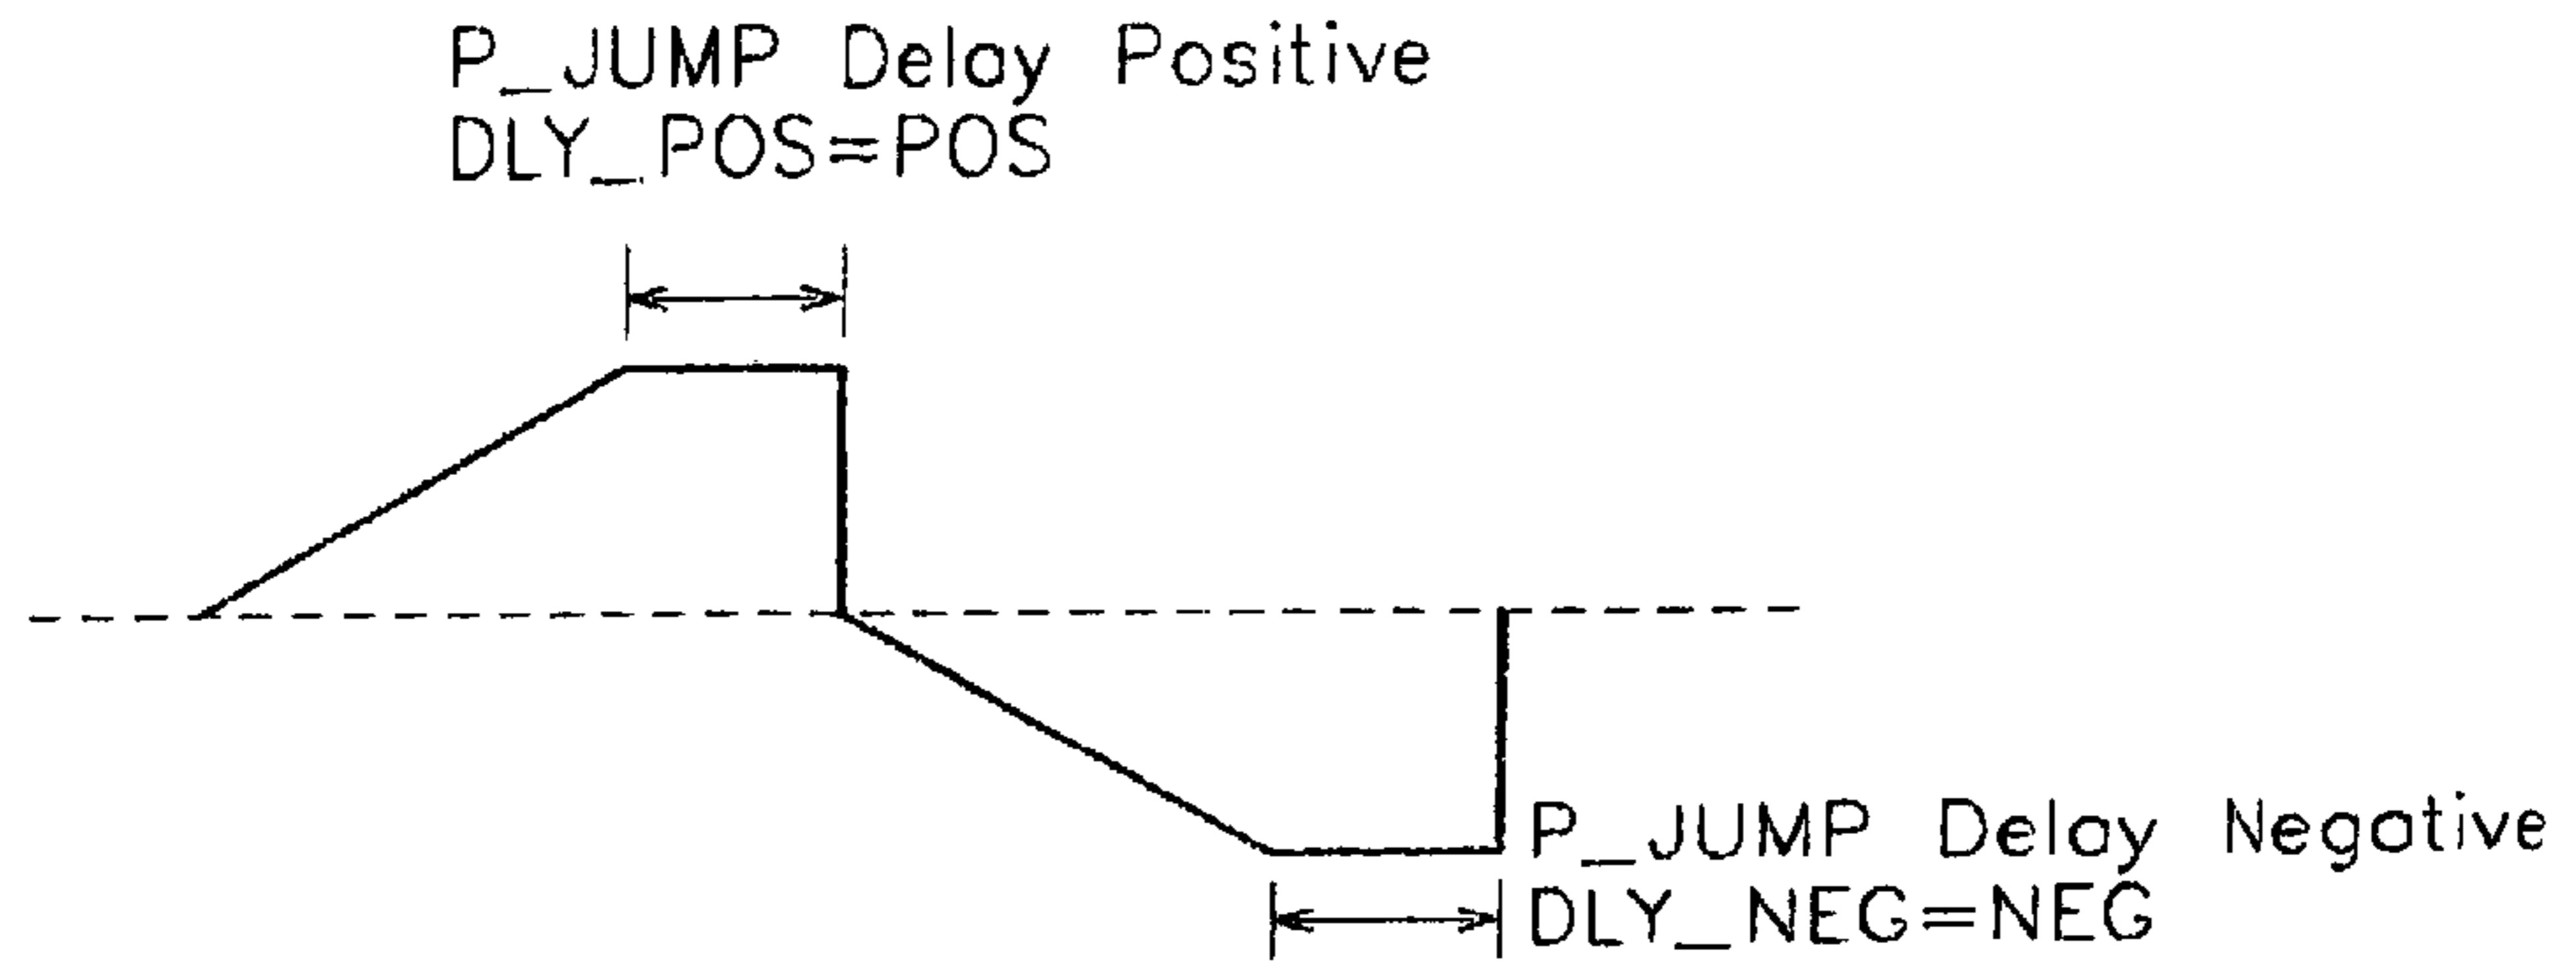 P_JUMP Delay Positive
DLY_POS=POS
P_JUMP Delay Negative
DLY_NEG=NEG